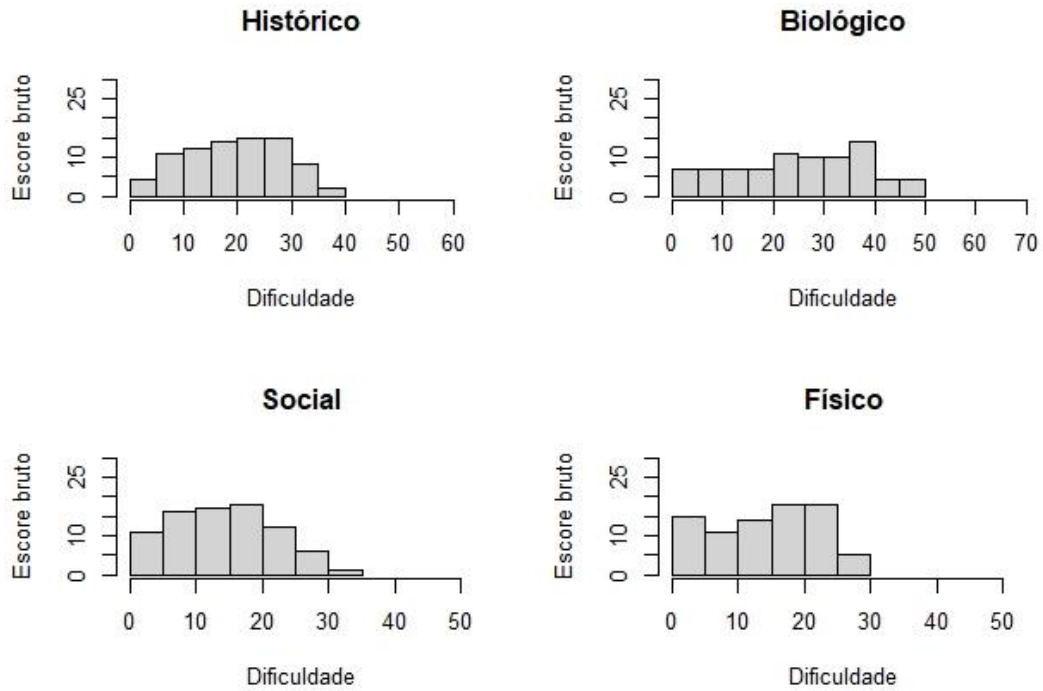 Histórico
Escore bruto
0 10 25
0 10 20 30 40 50 60
Dificuldade
Biológico
Escore bruto
0 10 25
0 10 20 30 40 50 60 70
Dificuldade
Social
Escore bruto
0 10 25
0 10 20 30 40 50
Dificuldade
Físico
Escore bruto
0 10 25
0 10 20 30 40 50
Dificuldade